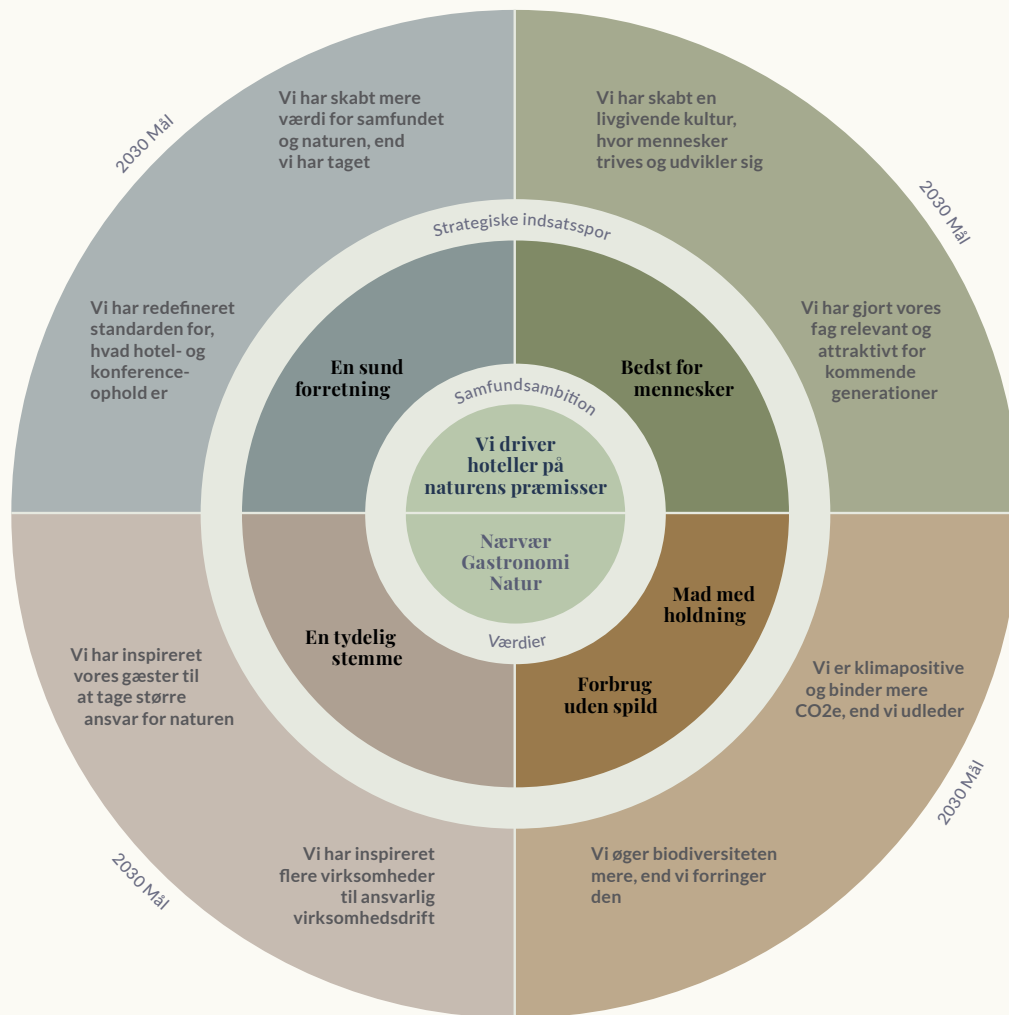 2030 Mål
Vi har skabt mere
værdi for samfundet
og naturen, end
vi har taget
Vi har redefineret
standarden for,
hvad hotel- og
konference-
ophold er
2030 Mål
Vi har skabt en
livgivende kultur,
hvor mennesker
trives og udvikler sig
Vi har gjort vores
fag relevant og
attraktivt for
kommende
generationer
Strategiske indsatsspor
En sund
forretning
Bedst for
mennesker
Samfundsambition
Vi driver
hoteller på
naturens præmisser
Nærvær
Gastronomi
Natur
Værdier
En tydelig
stemme
Mad med
holdning
Forbrug
uden spild
Vi har inspireret
vores gæster til
at tage større
ansvar for naturen
Vi har inspireret
flere virksomheder
til ansvarlig
virksomhedsdrift
2030 Mål
Vi er klimapositive
og binder mere
CO2e, end vi udleder
Vi øger biodiversiteten
mere, end vi forringer
den
2030 Mål